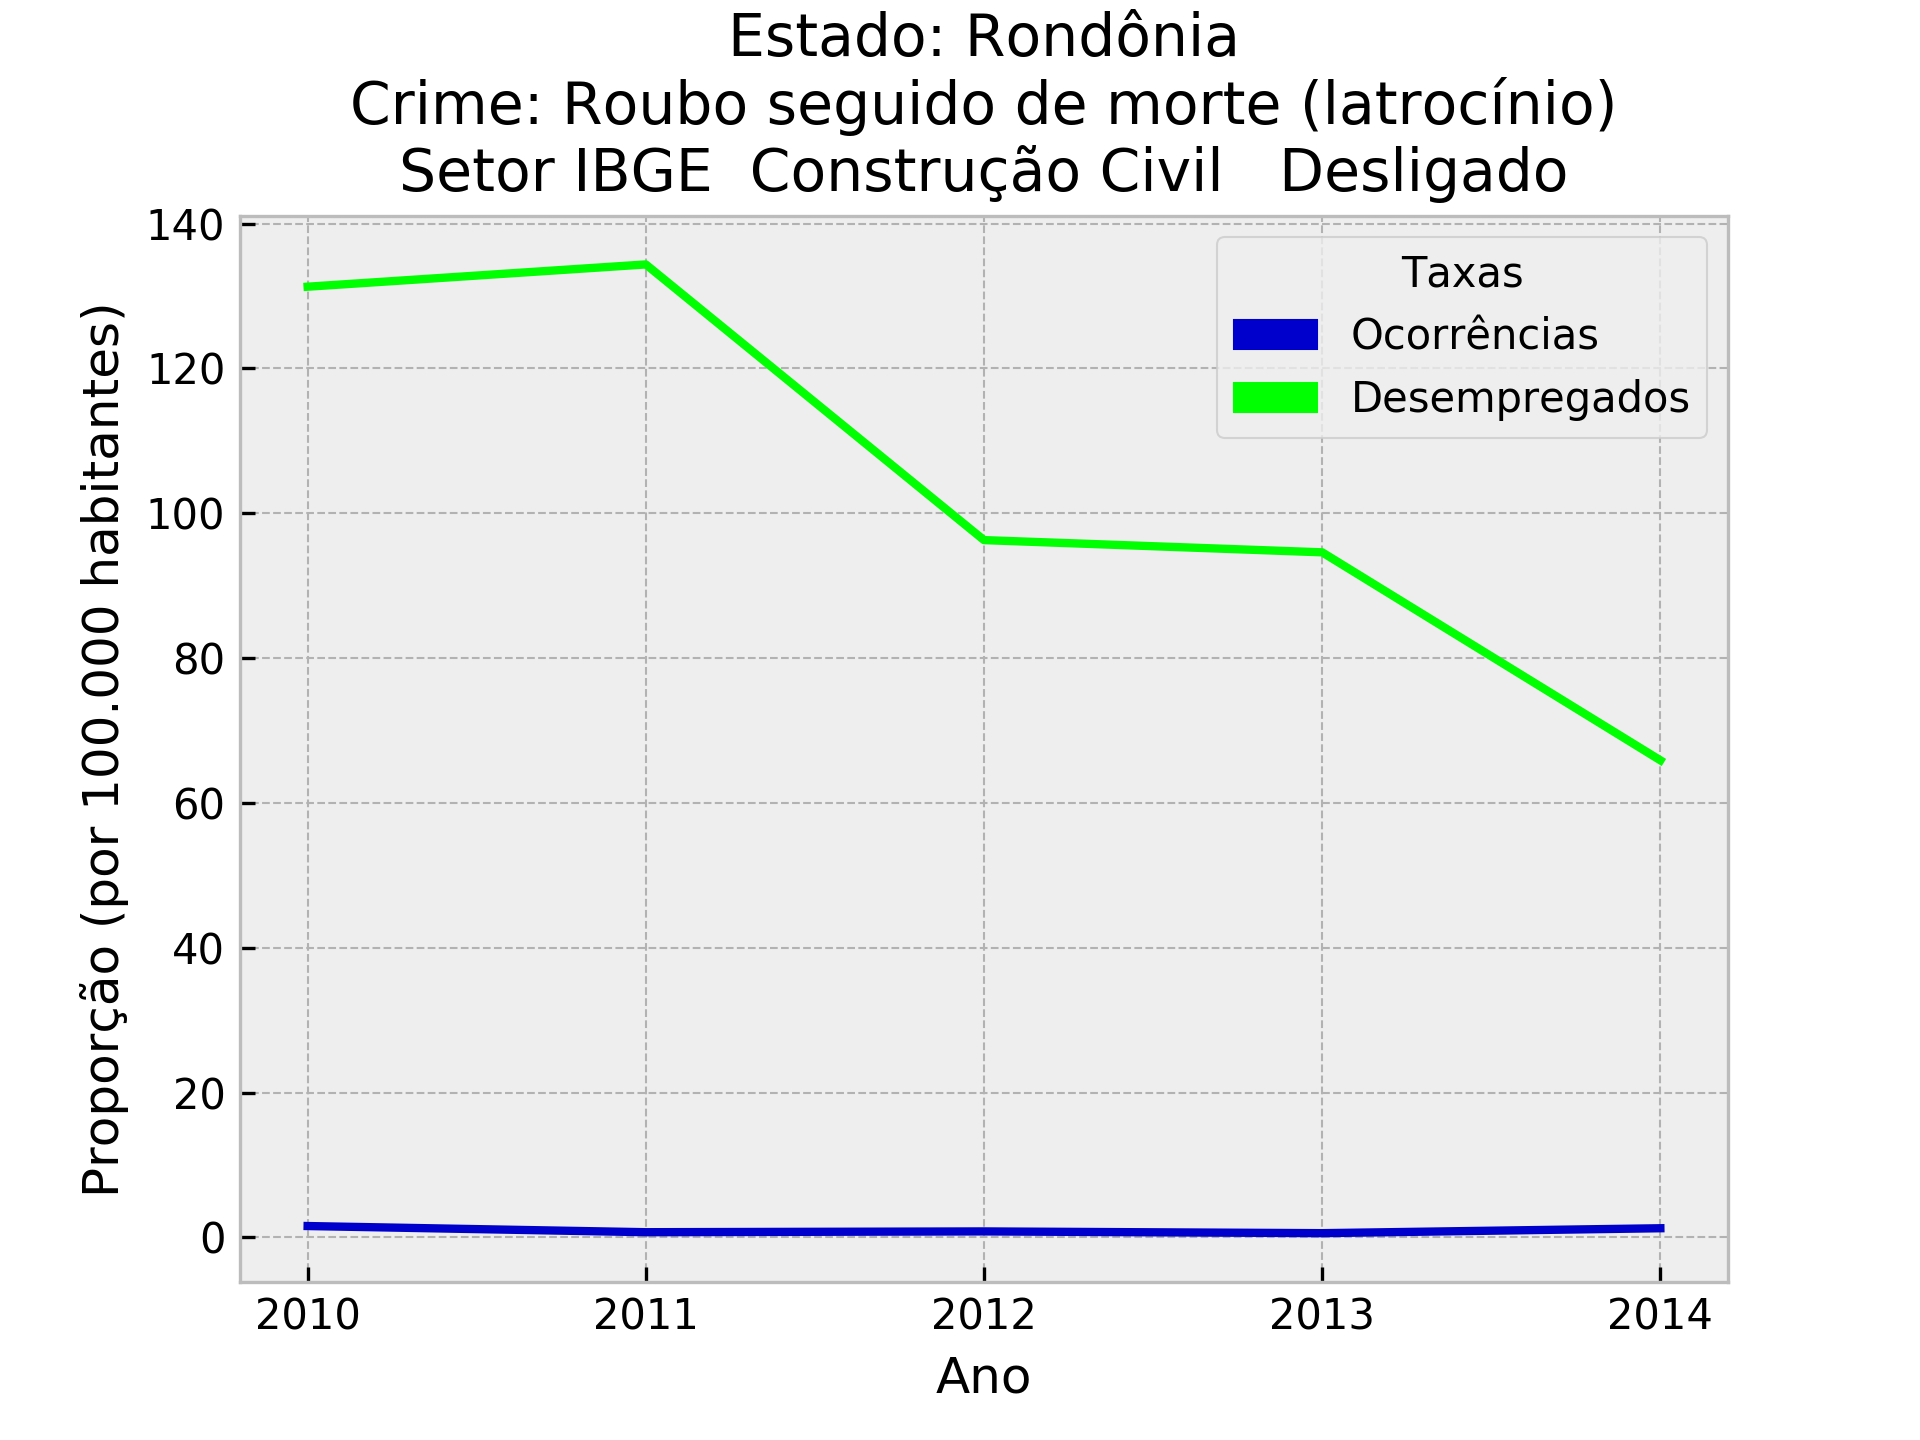 Estado: Rondônia
Crime: Roubo seguido de morte (latrocínio)
Setor IBGE  Construção Civil   Desligado
140
120
100
80
60
40
20
0
Proporção (por 100.000 habitantes)
Taxas
Ocorrências
Desempregados
2010
2011
2012
2013
2014
Ano